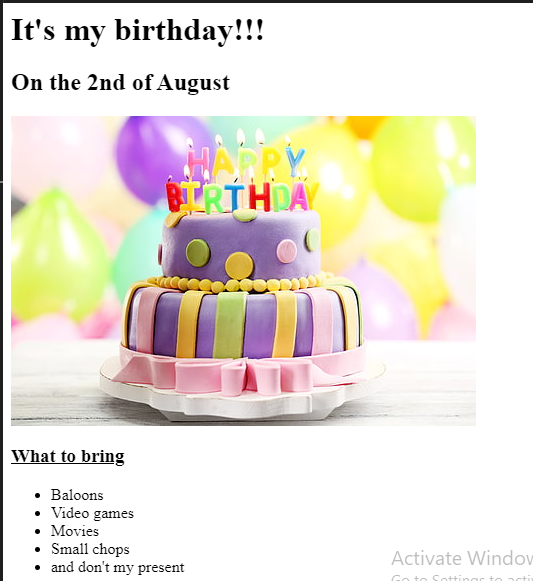 It's my birthday!!!
On the 2nd of August
HAPPY
BIRTHDAY
What to bring
Baloons
Video games
Movies
Small chops
and don't my present
Activate Window
Go to Settings to acti